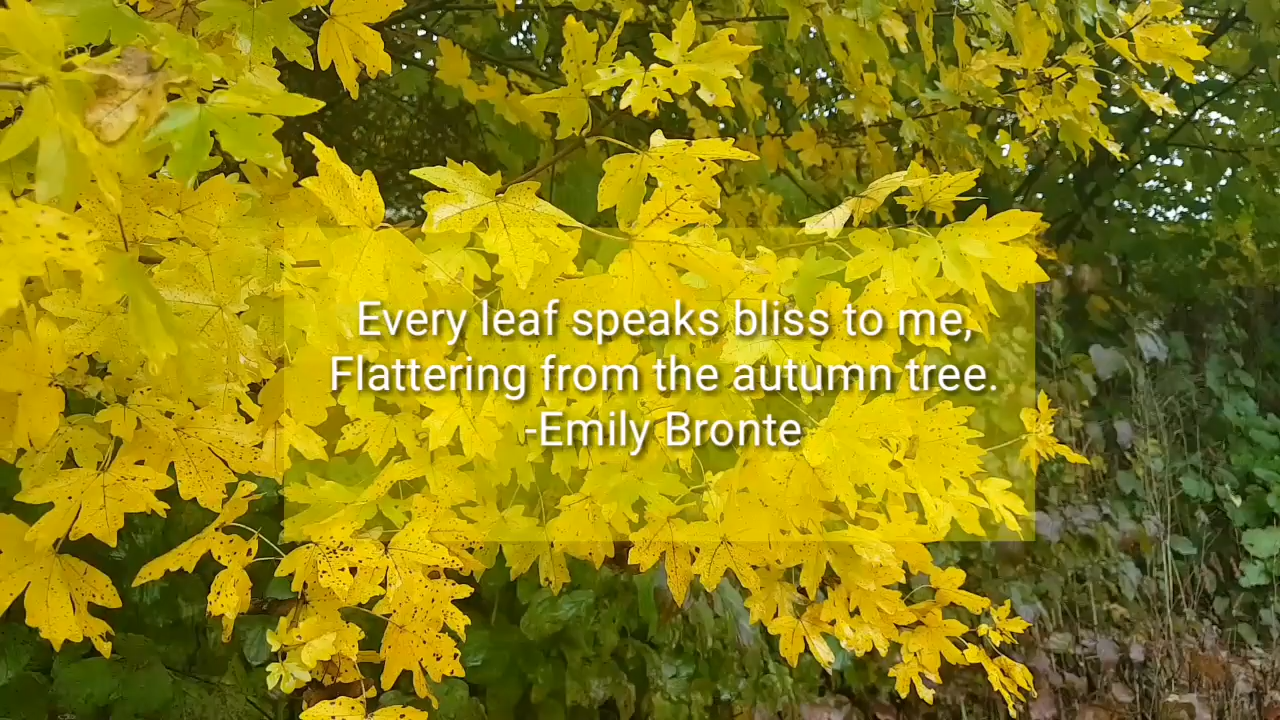 Every leaf speaks bliss to me,
Flattering from the autumn tree.
-Emily Bronte